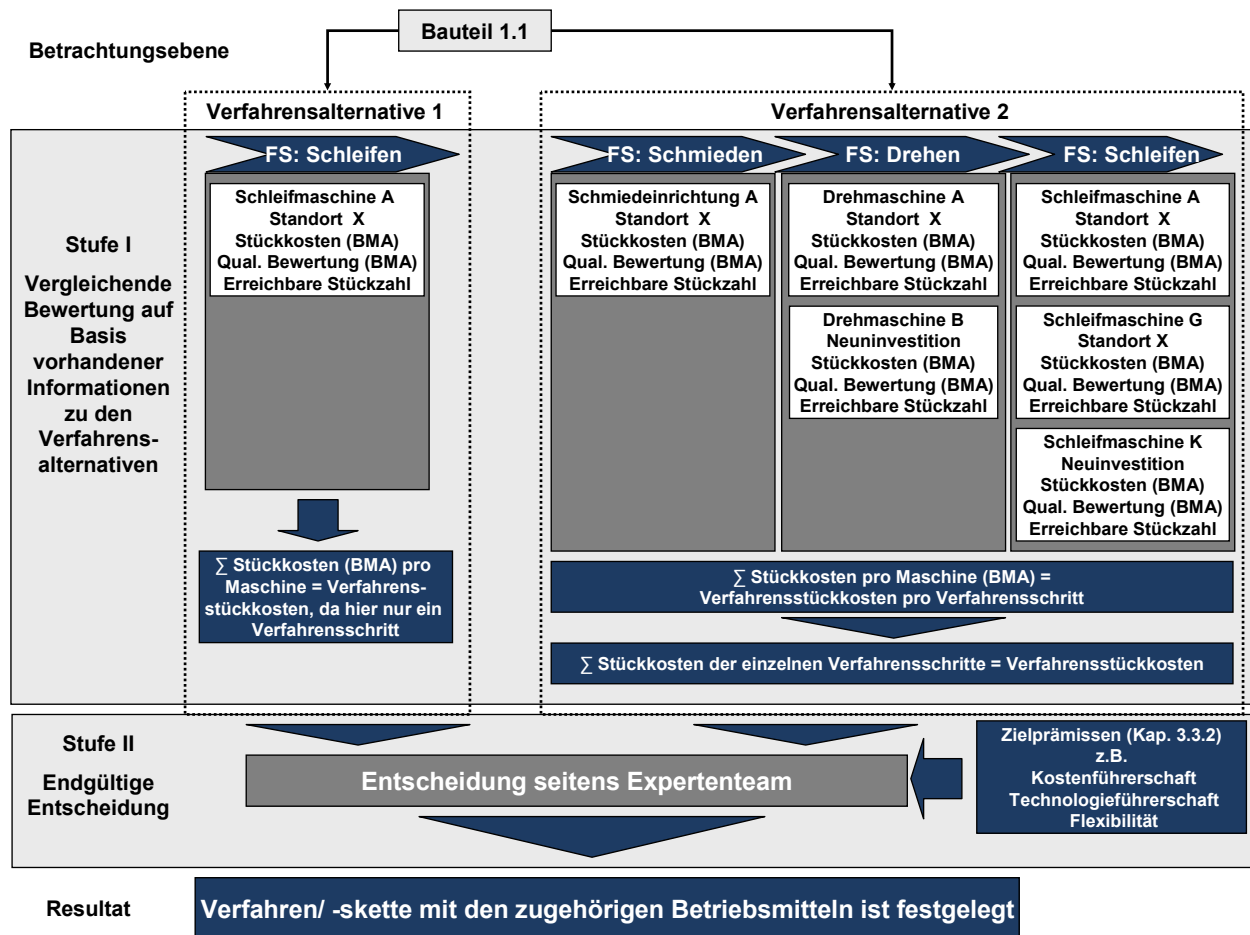 Bauteil 1.1
Betrachtungsebene
Verfahrensalternative 1
Verfahrensalternative 2
FS: Schleifen
FS: Schmieden
FS: Drehen
FS: Schleifen
Stufe I
Vergleichende
Bewertung auf
Basis
vorhandener
Informationen
zu den
Verfahrens-
alternativen
Schleifmaschine A
Standort X
Stückkosten (BMA)
Qual. Bewertung (BMA)
Erreichbare Stückzahl
Schmiedeinrichtung A
Standort X
Stückkosten (BMA)
Qual. Bewertung (BMA)
Erreichbare Stückzahl
Drehmaschine A
Standort X
Stückkosten (BMA)
Qual. Bewertung (BMA)
Erreichbare Stückzahl
Drehmaschine B
Neuninvestition
Stückkosten (BMA)
Qual. Bewertung (BMA)
Erreichbare Stückzahl
Schleifmaschine A
Standort X
Stückkosten (BMA)
Qual. Bewertung (BMA)
Erreichbare Stückzahl
Schleifmaschine G
Standort X
Stückkosten (BMA)
Qual. Bewertung (BMA)
Erreichbare Stückzahl
Schleifmaschine K
Neuinvestition
Stückkosten (BMA)
Qual. Bewertung (BMA)
Erreichbare Stückzahl
∑ Stückkosten (BMA) pro
Maschine = Verfahrens-
stückkosten, da hier nur ein
Verfahrensschritt
∑ Stückkosten pro Maschine (BMA) =
Verfahrensstückkosten pro Verfahrensschritt
∑ Stückkosten der einzelnen Verfahrensschritte = Verfahrensstückkosten
Stufe II
Endgültige
Entscheidung
Entscheidung seitens Expertenteam
Zielprämissen (Kap. 3.3.2)
z.B.
Kostenführerschaft
Technologieführerschaft
Flexibilität
Resultat
Verfahren/ -skette mit den zugehörigen Betriebsmitteln ist festgelegt